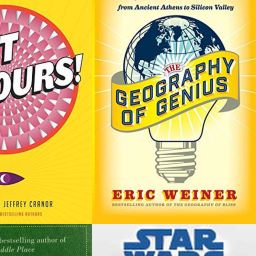 T
OURS!
JEFFREY CRANOR
BESTSELLING AUTHORS
from Ancient Athens to Silicon Valley
THE
GEOGRAPHY
OF GENIUS
ERIC WEINER
BESTSELLING AUTHOR OF THE GEOGRAPHY OF BLISS
bestselling author of
ddle Place
STAR
WARS